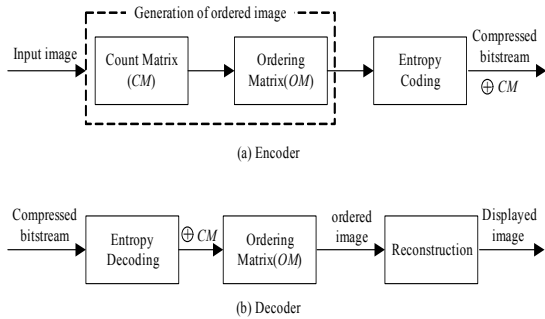 Generation of ordered image
Input image
Count Matrix
(CM)
Ordering
Matrix(OM)
Entropy
Coding
Compressed
bitstream
⊕ CM
(a) Encoder
Compressed
bitstream
Entropy
Decoding
⊕ CM
Ordering
Matrix(OM)
ordered
image
Reconstruction
Displayed
image
(b) Decoder